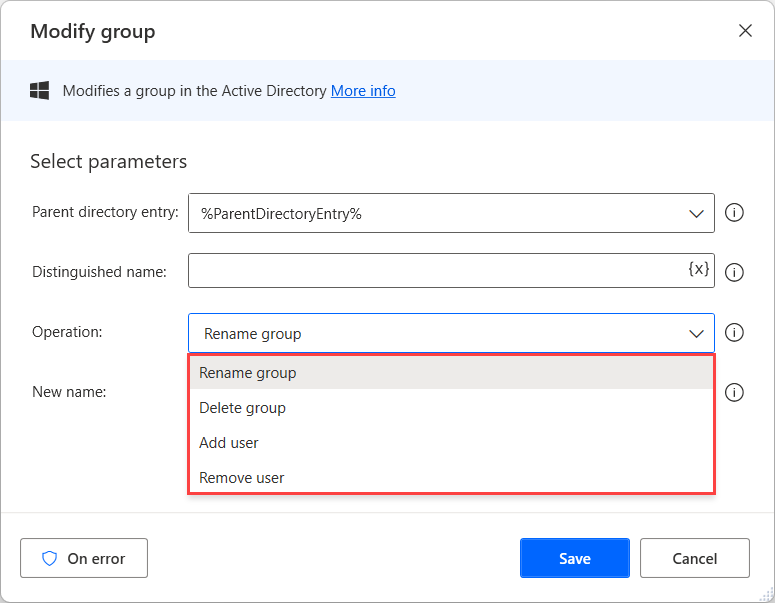 Modify group
Modifies a group in the Active Directory More info
Select parameters
Parent directory entry: %ParentDirectoryEntry%
Distinguished name: {x}
Operation: Rename group
Rename group
New name:
Delete group
Add user
Remove user
On error Save Cancel